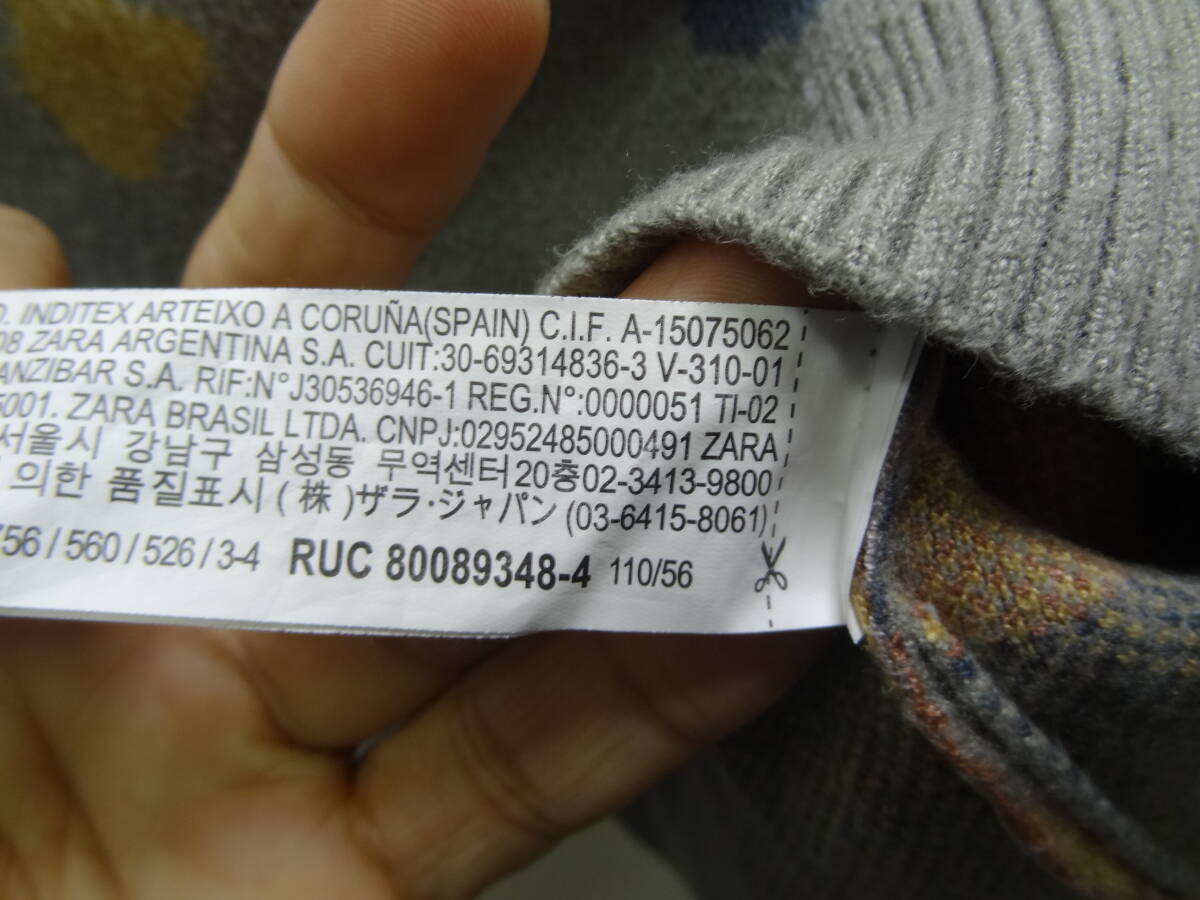 INDITEX ARTEIXO A CORUÑA(SPAIN) C.I.F. A-15075062
08 ZARA ARGENTINA S.A. CUIT:30-69314836-3 V-310-01
ANZIBAR S.A. RIF:N°J30536946-1 REG.N°:0000051 TI-02
5001. ZARA BRASIL LTDA. CNPJ:02952485000491 ZARA
서울시 강남구 삼성동 무역센터20층02-3413-9800
의한 품질표시 (株)ザラ・ジャパン (03-6415-8061)
756 / 560 / 526 / 3-4 RUC 80089348-4 110/56